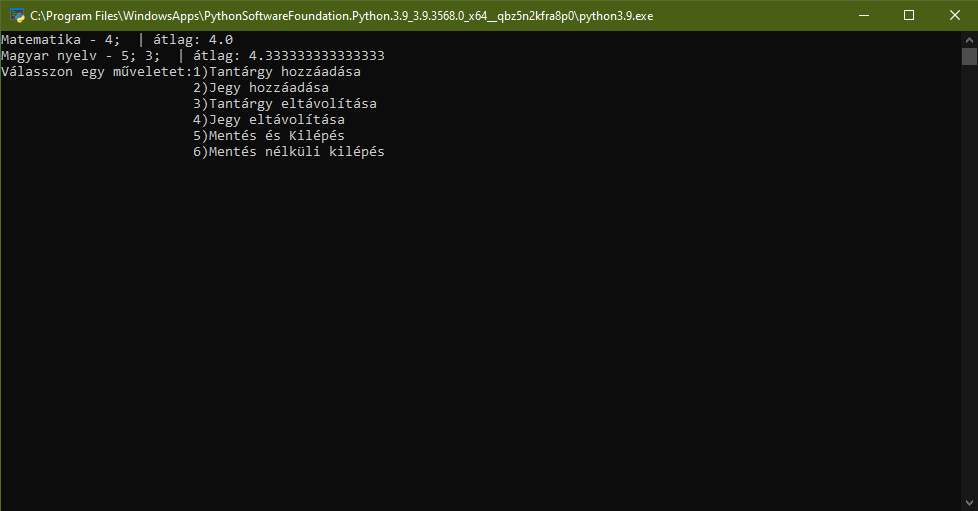 C:\Program Files\WindowsApps\PythonSoftwareFoundation.Python.3.9_3.9.3568.0_x64__qbz5n2kfra8p0\python3.9.exe
Matematika - 4;  | átlag: 4.0
Magyar nyelv - 5; 3;  | átlag: 4.333333333333333
Válasszon egy műveletet:1)Tantárgy hozzáadása
2)Jegy hozzáadása
3)Tantárgy eltávolítása
4)Jegy eltávolítása
5)Mentés és Kilépés
6)Mentés nélküli kilépés